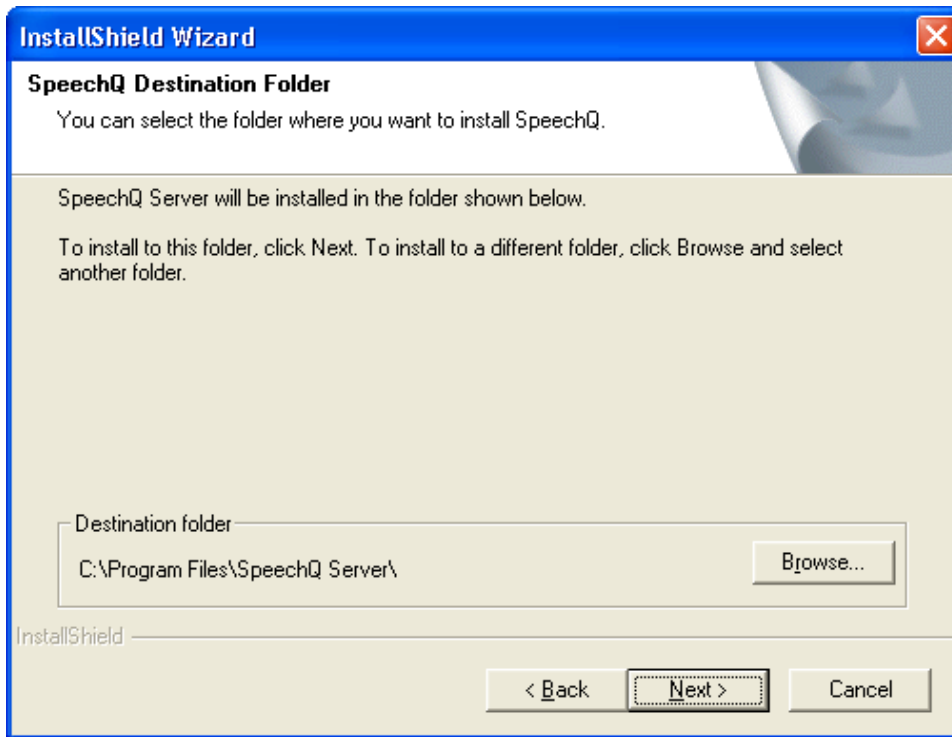 InstallShield Wizard
SpeechQ Destination Folder
You can select the folder where you want to install SpeechQ.
SpeechQ Server will be installed in the folder shown below.
To install to this folder, click Next. To install to a different folder, click Browse and select
another folder.
Destination folder
C:\Program Files\SpeechQ Server\
Browse...
InstallShield
< Back
Next >
Cancel